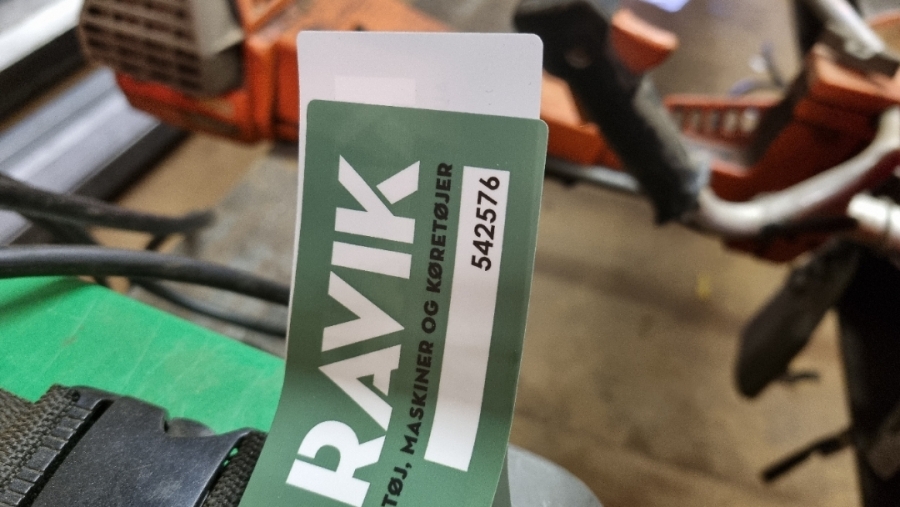 RAVIK
TØJ, MASKINER OG KØRETØJER
542576